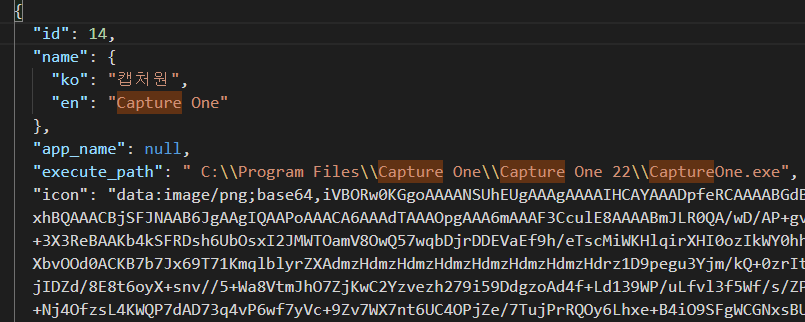 {
"id": 14,
"name": {
"ko": "캡처원",
"en": "Capture One"
},
"app_name": null,
"execute_path": " C:\\Program Files\\Capture One\\Capture One 22\\CaptureOne.exe",
"icon": "data:image/png;base64,iVBORw0KGgoAAAANSUhEUgAAAgAAAAIHCAYAAADpfeRCAAAABGdB
xhBQAAACBjSFJNAAB6JgAAgIQAAPoAAACA6AAAdTAAAOpgAAA6mAAAF3CculE8AAAABmJLR0QA/wD/AP+gv
+3X3ReBAAKb4kSFRDsh6UbOsxI2JMWTOamV8OwQ57wqbDjrDDEVaEf9h/eTscMiWKHlqirXHI0ozIkWY0hh
XbvOOd0ACKB7b7Jx69T71KmqlblyrZXAdmzHdmzHdmzHdmzHdmzHdmzHdmzHdrz1D9pegu3Yjm/kQ+0zrIt
jIDZd/8E8t6oyX+snv//5+Wa8VtmJhO7ZjKwC2Yzvezh279i59DdgzoAd4f+Ld139WP/uLfvl3f5Wf/s/ZP
+Nj4OfzsL4KWQP7dAD73q4vP6wf7yVc+9Zv7WX7nt6UC4OPjZe/7TujPrRQOy6Lhxe+B4iO9SFgWCGNxsBU